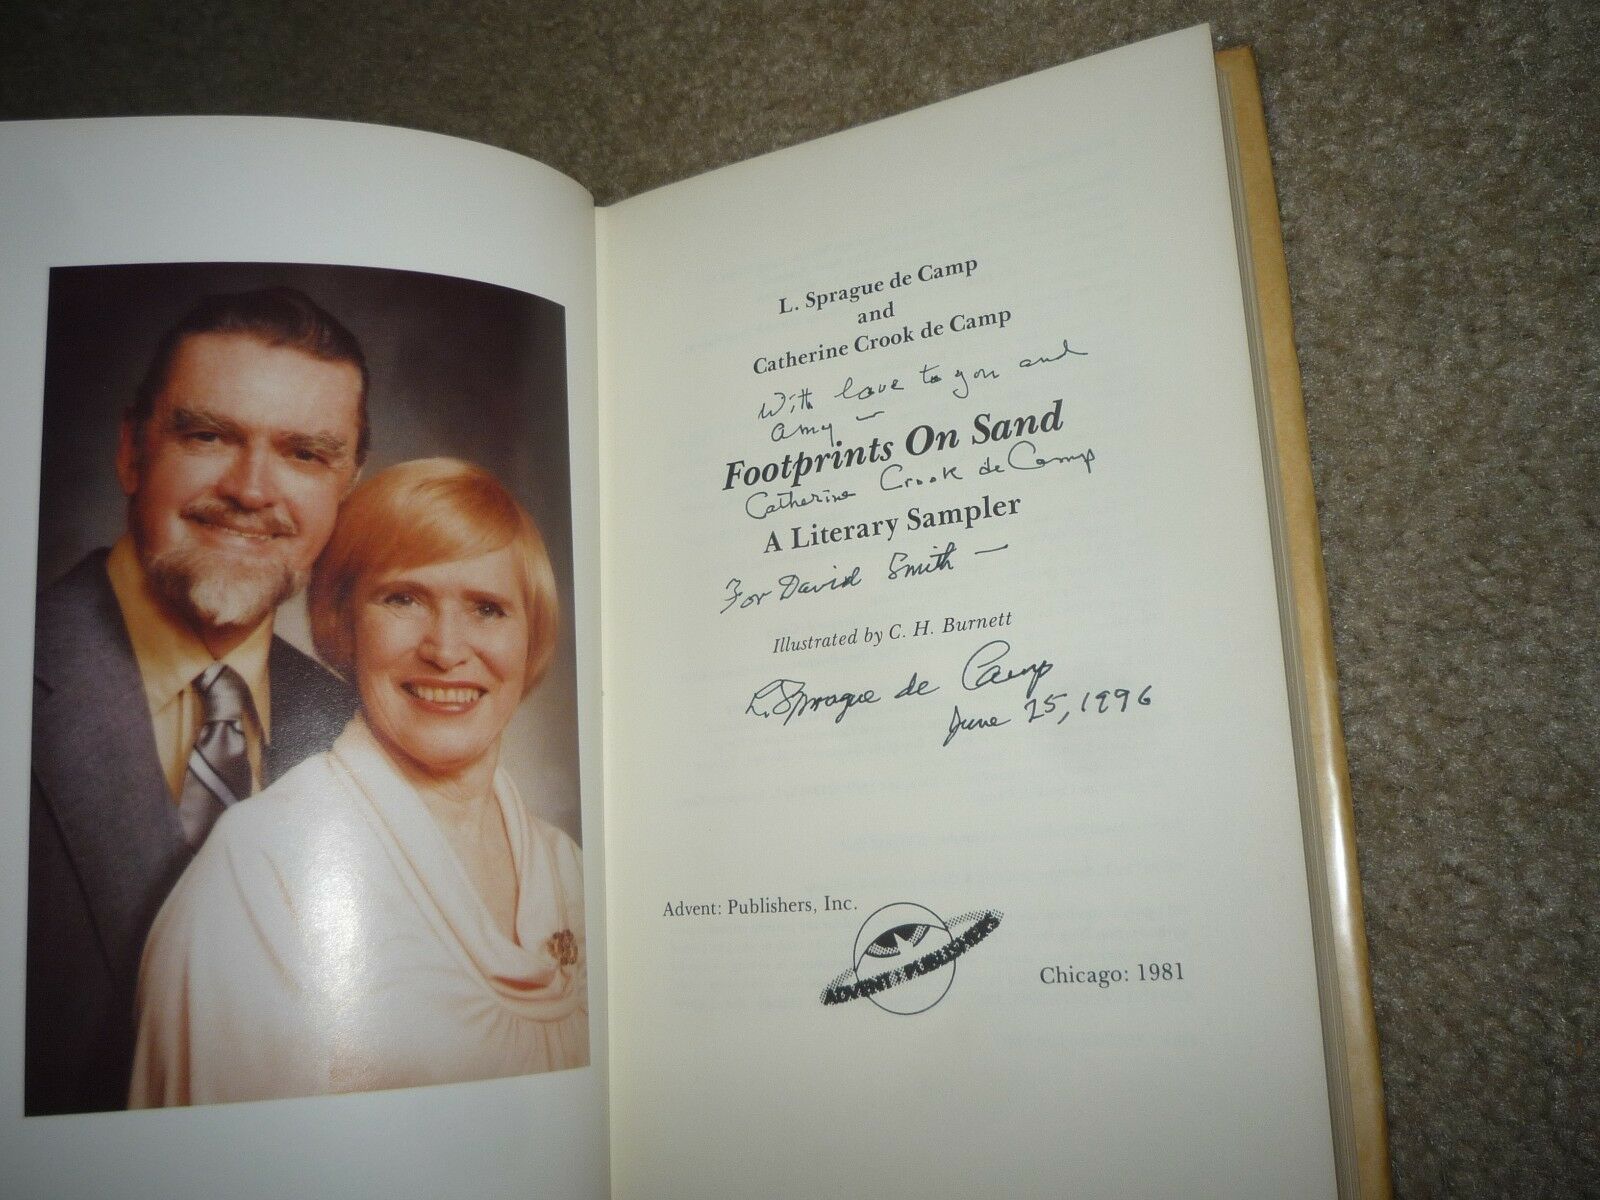 L. Sprague de Camp
and
Catherine Crook de Camp
With love to you and
Amy —
Footprints On Sand
Catherine Crook de Camp
A Literary Sampler
For David Smith —
Illustrated by C. H. Burnett
L. Sprague de Camp
June 25, 1996
Advent: Publishers, Inc.
ADVENT PUBLISHERS
Chicago: 1981